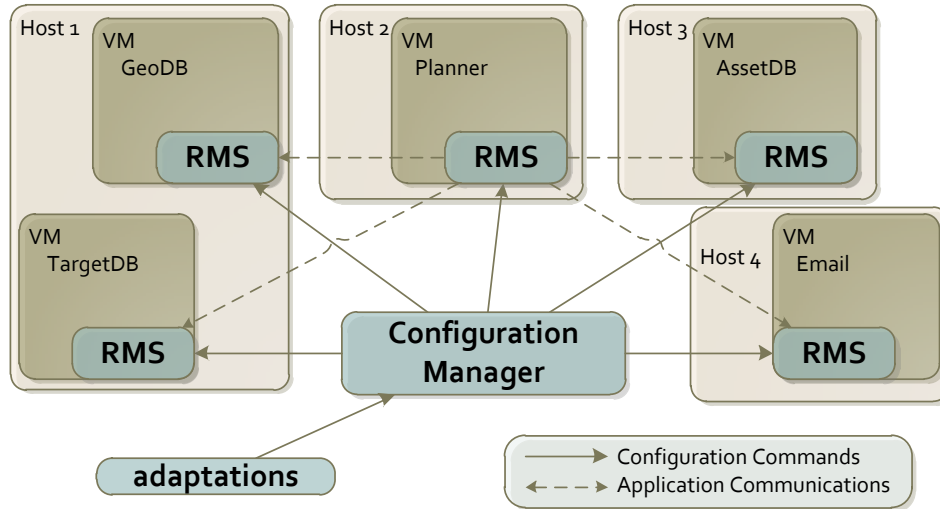 Host 1
VM
GeoDB
RMS
Host 2
VM
Planner
RMS
Host 3
VM
AssetDB
RMS
VM
TargetDB
RMS
Host 4
VM
Email
RMS
Configuration
Manager
adaptations
Configuration Commands
Application Communications